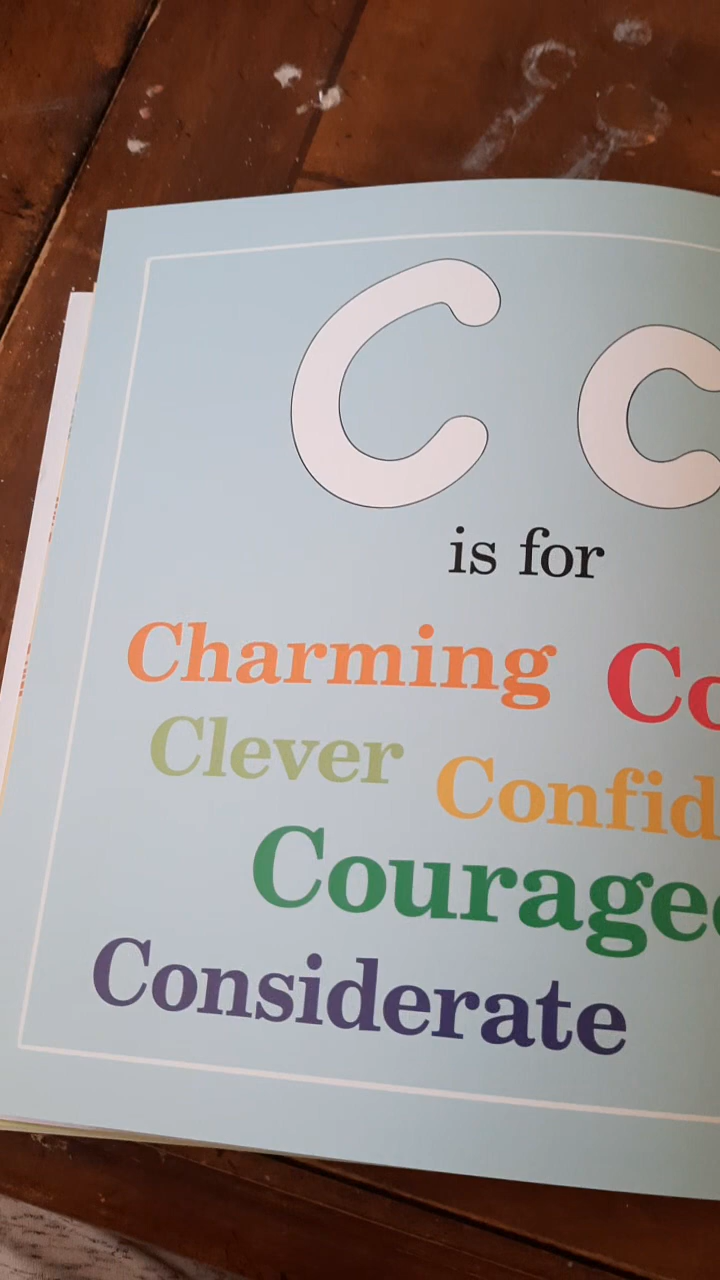 C c
is for
Charming Co
Clever Confid
Courage
Considerate